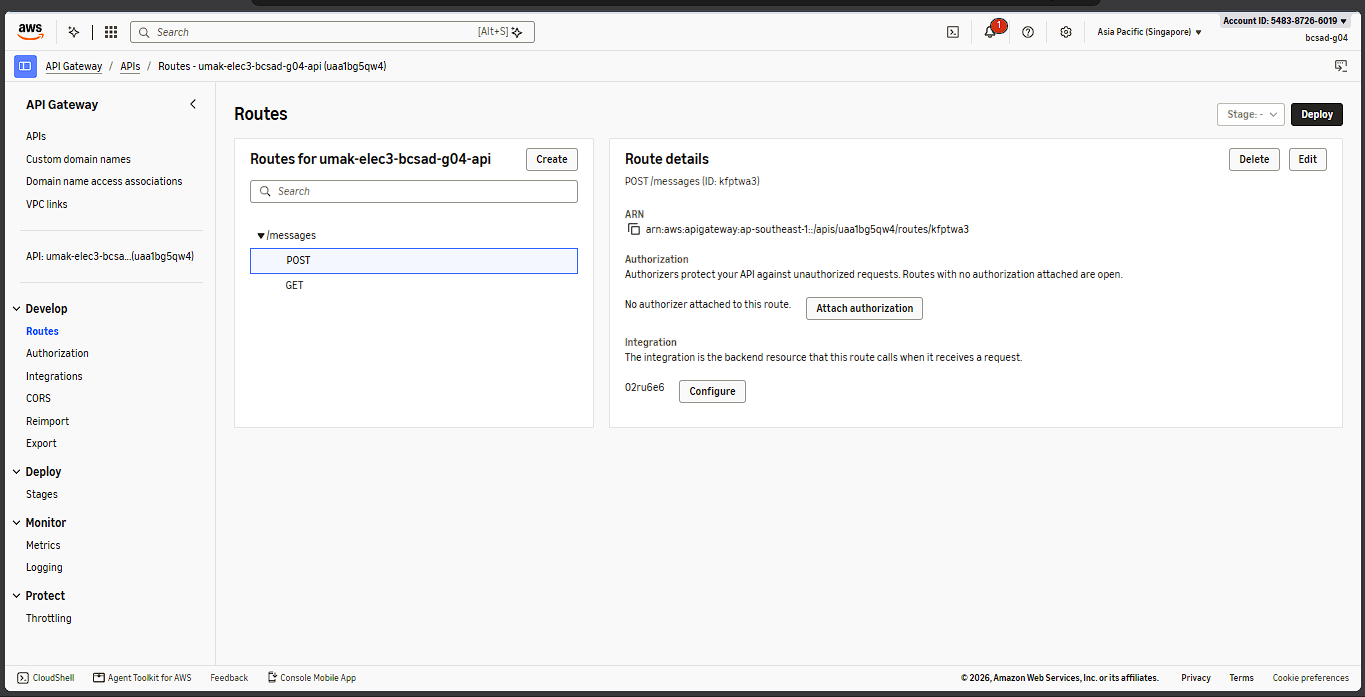 aws
Search [Alt+S]
1
Asia Pacific (Singapore)
Account ID: 5483-8726-6019
bcsad-g04
API Gateway / APIs / Routes - umak-elec3-bcsad-g04-api (uaa1bg5qw4)
API Gateway
APIs
Custom domain names
Domain name access associations
VPC links
API: umak-elec3-bcsa...(uaa1bg5qw4)
Develop
Routes
Authorization
Integrations
CORS
Reimport
Export
Deploy
Stages
Monitor
Metrics
Logging
Protect
Throttling
Routes
Stage: -
Deploy
Routes for umak-elec3-bcsad-g04-api
Create
Search
/messages
POST
GET
Route details
Delete
Edit
POST /messages (ID: kfptwa3)
ARN
arn:aws:apigateway:ap-southeast-1::/apis/uaa1bg5qw4/routes/kfptwa3
Authorization
Authorizers protect your API against unauthorized requests. Routes with no authorization attached are open.
No authorizer attached to this route.
Attach authorization
Integration
The integration is the backend resource that this route calls when it receives a request.
02ru6e6
Configure
CloudShell
Agent Toolkit for AWS
Feedback
Console Mobile App
© 2026, Amazon Web Services, Inc. or its affiliates.
Privacy
Terms
Cookie preferences